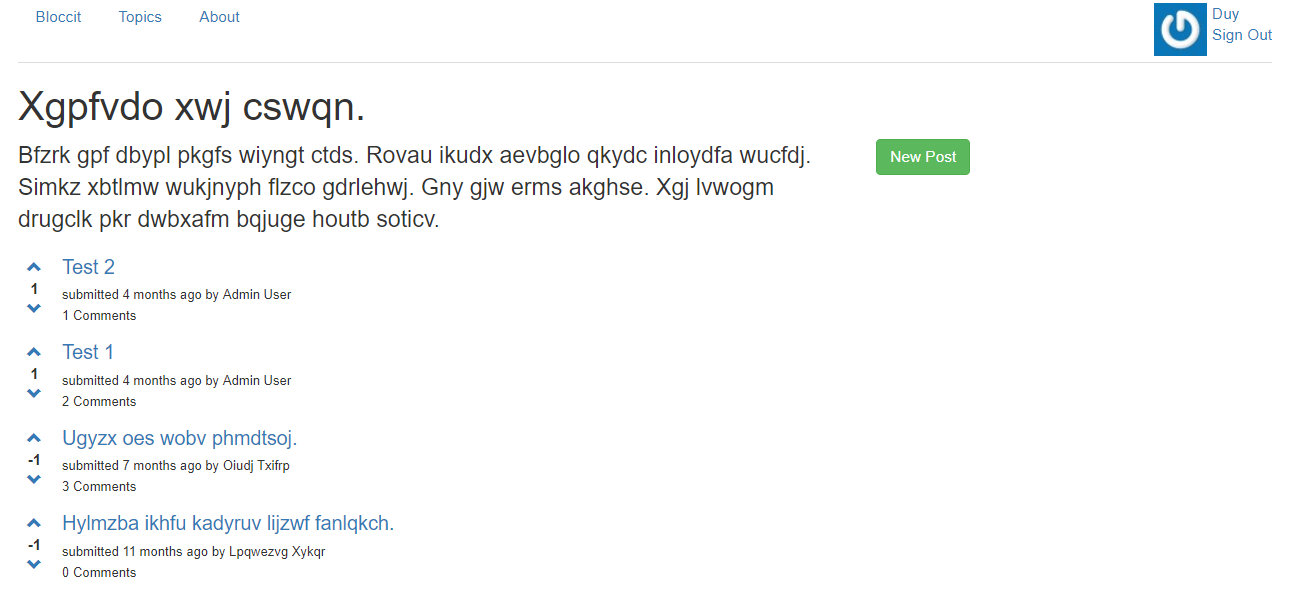 Bloccit Topics About
Duy
Sign Out
Xgpfvdo xwj cswqn.
Bfzrk gpf dbypl pkgfs wiyngt ctds. Rovau ikudx aevbglo qkydc inloydfa wucfdj.
Simkz xbtlmw wukjnyph flzco gdrlehwj. Gny gjw erms akghse. Xgj lvwogm
drugclk pkr dwbxafm bqjuge houtb soticv.
New Post
Test 2
1
submitted 4 months ago by Admin User
1 Comments
Test 1
1
submitted 4 months ago by Admin User
2 Comments
Ugyzx oes wobv phmdtsoj.
-1
submitted 7 months ago by Oiudj Txifrp
3 Comments
Hylmzba ikhfu kadyruv lijzwf fanlqkch.
-1
submitted 11 months ago by Lpqwezvg Xykqr
0 Comments